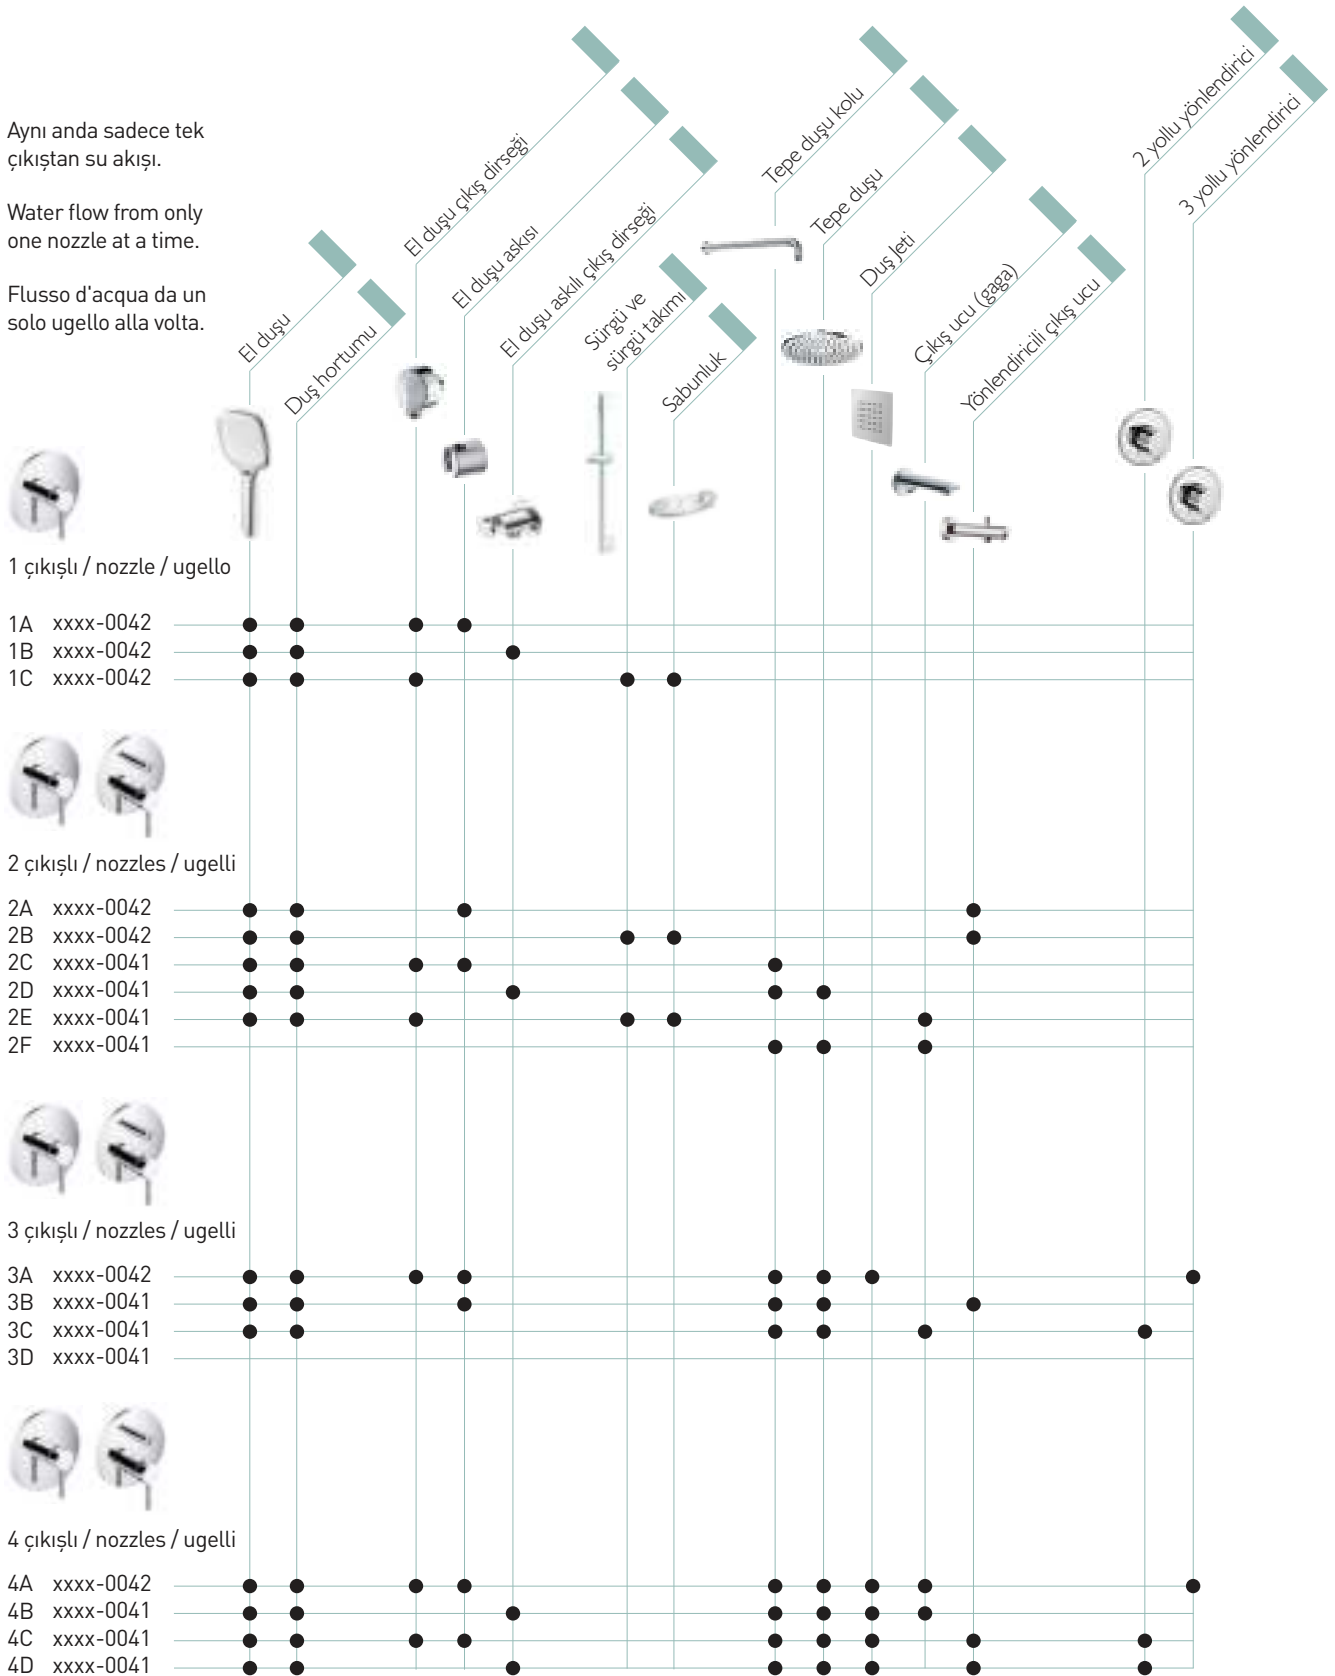 Aynı anda sadece tek
çıkıştan su akışı.
Water flow from only
one nozzle at a time.
Flusso d'acqua da un
solo ugello alla volta.
El duşu
Duş hortumu
El duşu çıkış dirseği
El duşu askısı
El duşu askılı çıkış dirseği
Sürgü ve
sürgü takımı
Sabunluk
Tepe duşu kolu
Tepe duşu
Duş Jeti
Çıkış ucu (gaga)
Yönlendiricili çıkış ucu
2 yollu yönlendirici
3 yollu yönlendirici
1 çıkışlı / nozzle / ugello
1A xxxx-0042
1B xxxx-0042
1C xxxx-0042
2 çıkışlı / nozzles / ugelli
2A xxxx-0042
2B xxxx-0042
2C xxxx-0041
2D xxxx-0041
2E xxxx-0041
2F xxxx-0041
3 çıkışlı / nozzles / ugelli
3A xxxx-0042
3B xxxx-0041
3C xxxx-0041
3D xxxx-0041
4 çıkışlı / nozzles / ugelli
4A xxxx-0042
4B xxxx-0041
4C xxxx-0041
4D xxxx-0041